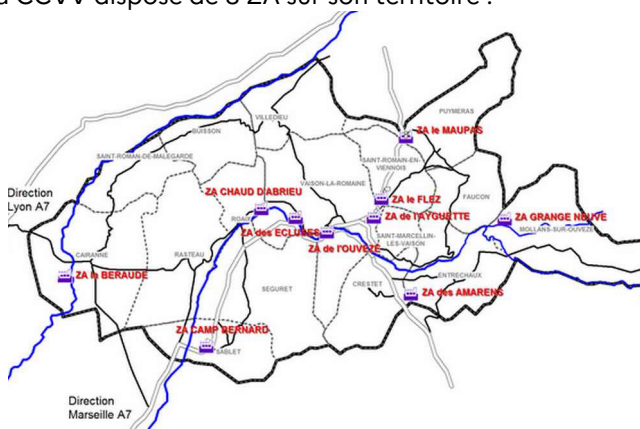 CCVV dispose de 8 ZA sur son territoire :
PUYMERAS
VILLEDIEU
BUISSON
ZA le MAUPAS
SAINT-ROMAN-DE-MALEGARDE
SAINT-ROMAIN-EN-
VIENNOIS
VAISON-LA-ROMAINE
Direction
Lyon A7
ZA CHAUD D'ABRIEU
ZA le FLEZ
FAUCON
ROAIX
ZA de l'AYGUETTE
ZA GRANGE NEUVE
ZA des ECLUSES
MOLLANS-SUR-OUVEZE
SAINT-MARCELLIN-
LES-VAISON
ZA de l'OUVEZE
CAIRANNE
RASTEAU
ZA la BERAUDE
ENTRECHAUX
SEGURET
CRESTET
ZA des AMARENS
ZA CAMP BERNARD
SABLET
Direction
Marseille A7